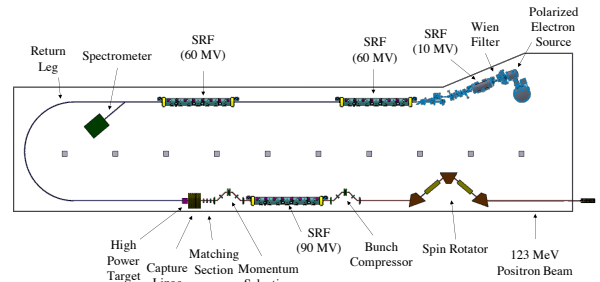 Polarized
Electron
Source
Wien
Filter
SRF
(10 MV)
SRF
(60 MV)
SRF
(60 MV)
Return
Leg
Spectrometer
High
Power
Target
Capture
Matching
Section
Momentum
SRF
(90 MV)
Bunch
Compressor
Spin Rotator
123 MeV
Positron Beam